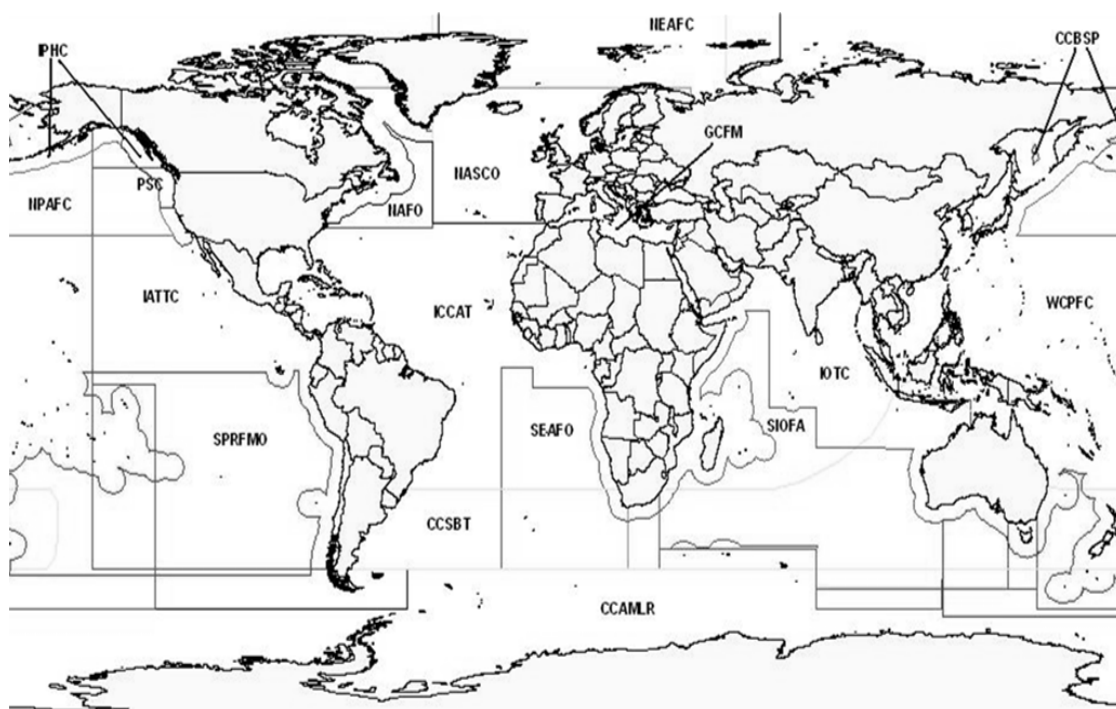 NEAFC
IPHC
CCBSP
GCFM
NASCO
PSC
NPAFC
NAFO
IATTC
ICCAT
WCPFC
IOTC
SPRFMO
SEAFO
SIOFA
CCSBT
CCAMLR